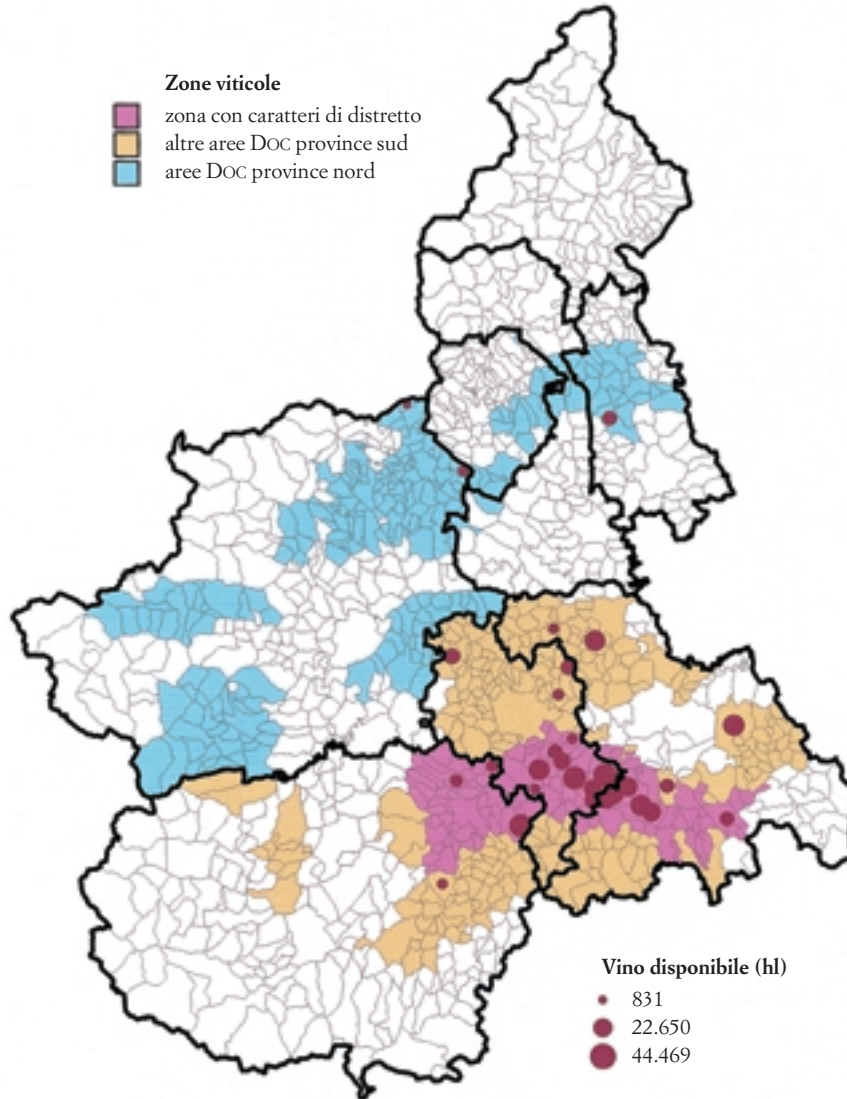 Zone viticole
zona con caratteri di distretto
altre aree DOC province sud
aree DOC province nord
Vino disponibile (hl)
831
22.650
44.469